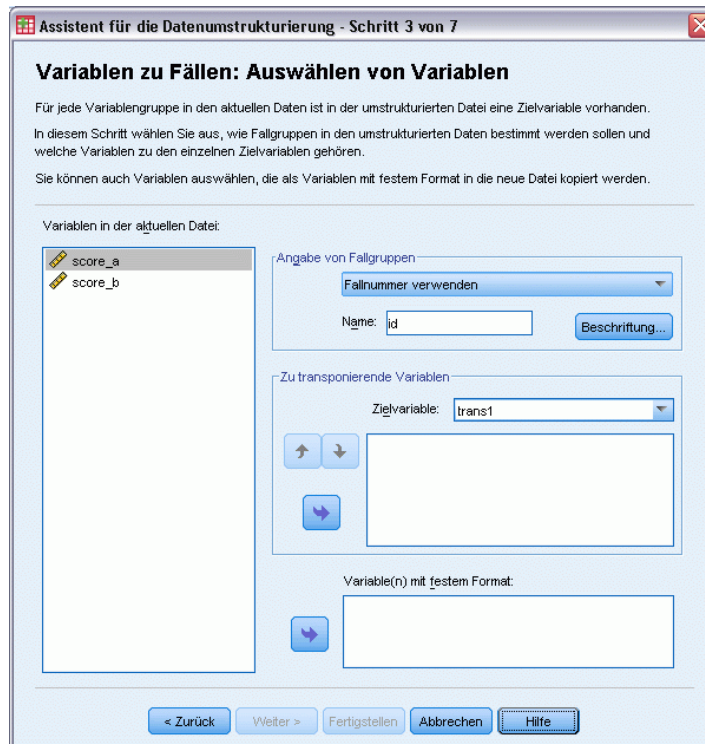 Assistent für die Datenumstrukturierung - Schritt 3 von 7
Variablen zu Fällen: Auswählen von Variablen
Für jede Variablengruppe in den aktuellen Daten ist in der umstrukturierten Datei eine Zielvariable vorhanden.
In diesem Schritt wählen Sie aus, wie Fallgruppen in den umstrukturierten Daten bestimmt werden sollen und
welche Variablen zu den einzelnen Zielvariablen gehören.
Sie können auch Variablen auswählen, die als Variablen mit festem Format in die neue Datei kopiert werden.
Variablen in der aktuellen Datei:
score_a
score_b
Angabe von Fallgruppen
Fallnummer verwenden
Name: id
Beschriftung...
Zu transponierende Variablen
Zielvariable: trans1
Variable(n) mit festem Format:
< Zurück
Weiter >
Fertigstellen
Abbrechen
Hilfe